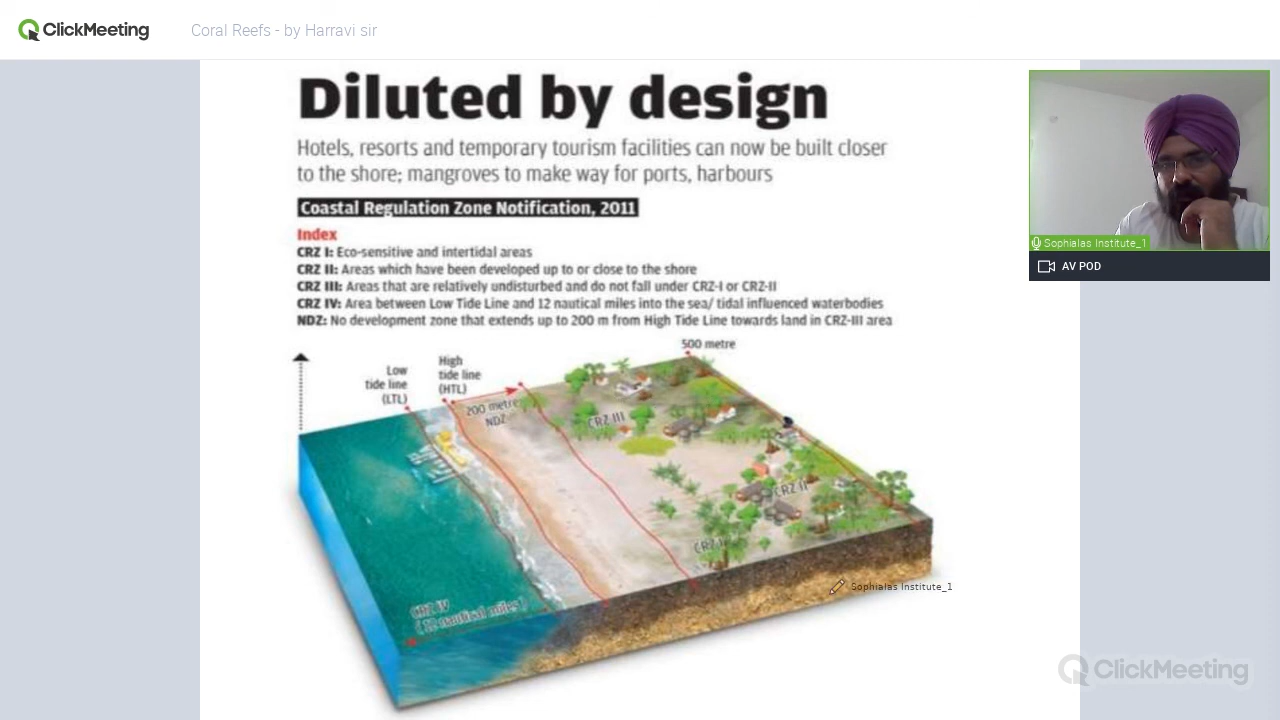 ClickMeeting
Coral Reefs - by Harravi sir
Diluted by design
Hotels, resorts and temporary tourism facilities can now be built closer
to the shore; mangroves to make way for ports, harbours
Coastal Regulation Zone Notification, 2011
Index
CRZ I: Eco-sensitive and intertidal areas
CRZ II: Areas which have been developed up to or close to the shore
CRZ III: Areas that are relatively undisturbed and do not fall under CRZ-I or CRZ-II
CRZ IV: Area between Low Tide Line and 12 nautical miles into the sea/ tidal influenced waterbodies
NDZ: No development zone that extends up to 200 m from High Tide Line towards land in CRZ-III area
500 metre
Low
tide line
(LTL)
High
tide line
(HTL)
200 metre
NDZ
CRZ III
CRZ II
CRZ I
CRZ IV
(12 nautical miles)
Sophialas Institute_1
Sophialas Institute_1
AV POD
ClickMeeting